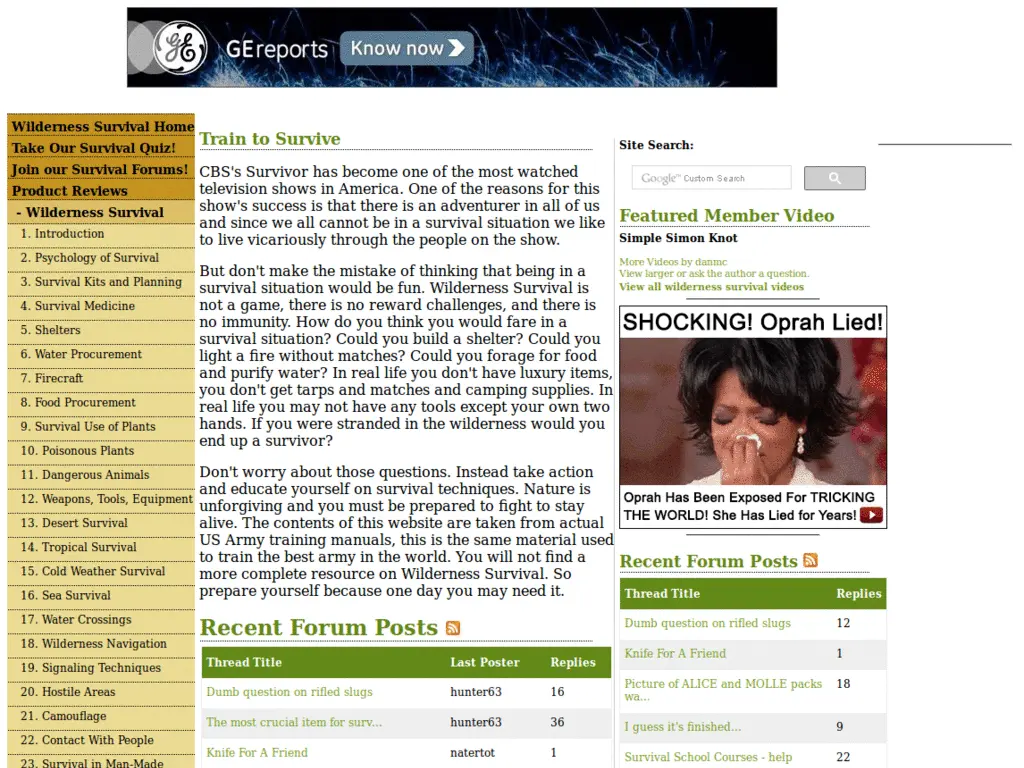 GE reports Know now
Wilderness Survival Home
Take Our Survival Quiz!
Join our Survival Forums!
Product Reviews
- Wilderness Survival
1. Introduction
2. Psychology of Survival
3. Survival Kits and Planning
4. Survival Medicine
5. Shelters
6. Water Procurement
7. Firecraft
8. Food Procurement
9. Survival Use of Plants
10. Poisonous Plants
11. Dangerous Animals
12. Weapons, Tools, Equipment
13. Desert Survival
14. Tropical Survival
15. Cold Weather Survival
16. Sea Survival
17. Water Crossings
18. Wilderness Navigation
19. Signaling Techniques
20. Hostile Areas
21. Camouflage
22. Contact With People
23. Survival in Man-Made
Train to Survive
CBS's Survivor has become one of the most watched
television shows in America. One of the reasons for this
show's success is that there is an adventurer in all of us
and since we all cannot be in a survival situation we like
to live vicariously through the people on the show.
But don't make the mistake of thinking that being in a
survival situation would be fun. Wilderness Survival is
not a game, there is no reward challenges, and there is
no immunity. How do you think you would fare in a
survival situation? Could you build a shelter? Could you
light a fire without matches? Could you forage for food
and purify water? In real life you don't have luxury items,
you don't get tarps and matches and camping supplies. In
real life you may not have any tools except your own two
hands. If you were stranded in the wilderness would you
end up a survivor?
Don't worry about those questions. Instead take action
and educate yourself on survival techniques. Nature is
unforgiving and you must be prepared to fight to stay
alive. The contents of this website are taken from actual
US Army training manuals, this is the same material used
to train the best army in the world. You will not find a
more complete resource on Wilderness Survival. So
prepare yourself because one day you may need it.
Recent Forum Posts
Thread Title Last Poster Replies
Dumb question on rifled slugs hunter63 16
The most crucial item for surv... hunter63 36
Knife For A Friend natertot 1
Site Search:
Google™ Custom Search
Featured Member Video
Simple Simon Knot
More Videos by danmc
View larger or ask the author a question.
View all wilderness survival videos
SHOCKING! Oprah Lied!
Oprah Has Been Exposed For TRICKING
THE WORLD! She Has Lied for Years!
Recent Forum Posts
Thread Title Replies
Dumb question on rifled slugs 12
Knife For A Friend 1
Picture of ALICE and MOLLE packs 18
wa...
I guess it's finished... 9
Survival School Courses - help 22